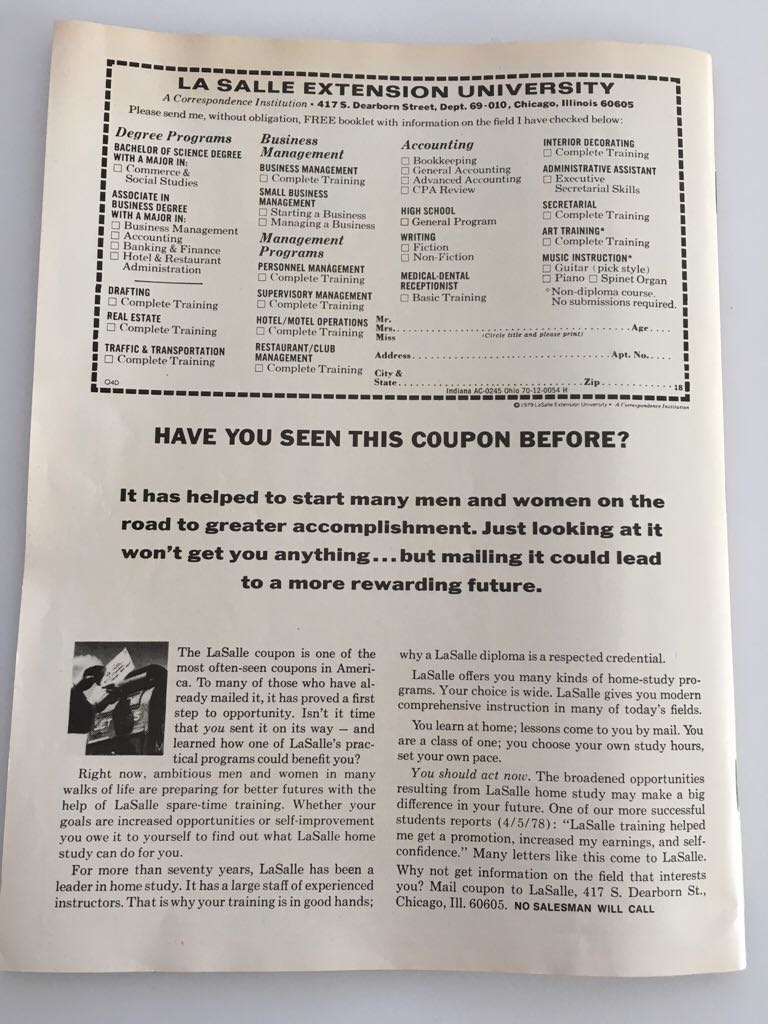 LA SALLE EXTENSION UNIVERSITY
A Correspondence Institution • 417 S. Dearborn Street, Dept. 69-010, Chicago, Illinois 60605
Please send me, without obligation, FREE booklet with information on the field I have checked below:
Degree Programs
BACHELOR OF SCIENCE DEGREE
WITH A MAJOR IN:
☐ Commerce &
Social Studies
ASSOCIATE IN
BUSINESS DEGREE
WITH A MAJOR IN:
☐ Business Management
☐ Accounting
☐ Banking & Finance
☐ Hotel & Restaurant
Administration
DRAFTING
☐ Complete Training
REAL ESTATE
☐ Complete Training
TRAFFIC & TRANSPORTATION
☐ Complete Training
Q4D
Business
Management
BUSINESS MANAGEMENT
☐ Complete Training
SMALL BUSINESS
MANAGEMENT
☐ Starting a Business
☐ Managing a Business
Management
Programs
PERSONNEL MANAGEMENT
☐ Complete Training
SUPERVISORY MANAGEMENT
☐ Complete Training
HOTEL/MOTEL OPERATIONS
☐ Complete Training
RESTAURANT/CLUB
MANAGEMENT
☐ Complete Training
Accounting
☐ Bookkeeping
☐ General Accounting
☐ Advanced Accounting
☐ CPA Review
HIGH SCHOOL
☐ General Program
WRITING
☐ Fiction
☐ Non-Fiction
MEDICAL-DENTAL
RECEPTIONIST
☐ Basic Training
INTERIOR DECORATING
☐ Complete Training
ADMINISTRATIVE ASSISTANT
☐ Executive
Secretarial Skills
SECRETARIAL
☐ Complete Training
ART TRAINING*
☐ Complete Training
MUSIC INSTRUCTION*
☐ Guitar (pick style)
☐ Piano ☐ Spinet Organ
*Non-diploma course.
No submissions required.
Mr.
Mrs. Age
Miss (Circle title and please print)
Address Apt. No.
City &
State Zip 18
Indiana AC-0245 Ohio 70-12-0054 H
© 1979 LaSalle Extension University • A Correspondence Institution
HAVE YOU SEEN THIS COUPON BEFORE?
It has helped to start many men and women on the
road to greater accomplishment. Just looking at it
won't get you anything...but mailing it could lead
to a more rewarding future.
The LaSalle coupon is one of the
most often-seen coupons in Ameri-
ca. To many of those who have al-
ready mailed it, it has proved a first
step to opportunity. Isn't it time
that you sent it on its way — and
learned how one of LaSalle's prac-
tical programs could benefit you?
Right now, ambitious men and women in many
walks of life are preparing for better futures with the
help of LaSalle spare-time training. Whether your
goals are increased opportunities or self-improvement
you owe it to yourself to find out what LaSalle home
study can do for you.
For more than seventy years, LaSalle has been a
leader in home study. It has a large staff of experienced
instructors. That is why your training is in good hands;
why a LaSalle diploma is a respected credential.
LaSalle offers you many kinds of home-study pro-
grams. Your choice is wide. LaSalle gives you modern
comprehensive instruction in many of today's fields.
You learn at home; lessons come to you by mail. You
are a class of one; you choose your own study hours,
set your own pace.
You should act now. The broadened opportunities
resulting from LaSalle home study may make a big
difference in your future. One of our more successful
students reports (4/5/78): "LaSalle training helped
me get a promotion, increased my earnings, and self-
confidence." Many letters like this come to LaSalle.
Why not get information on the field that interests
you? Mail coupon to LaSalle, 417 S. Dearborn St.,
Chicago, Ill. 60605. NO SALESMAN WILL CALL